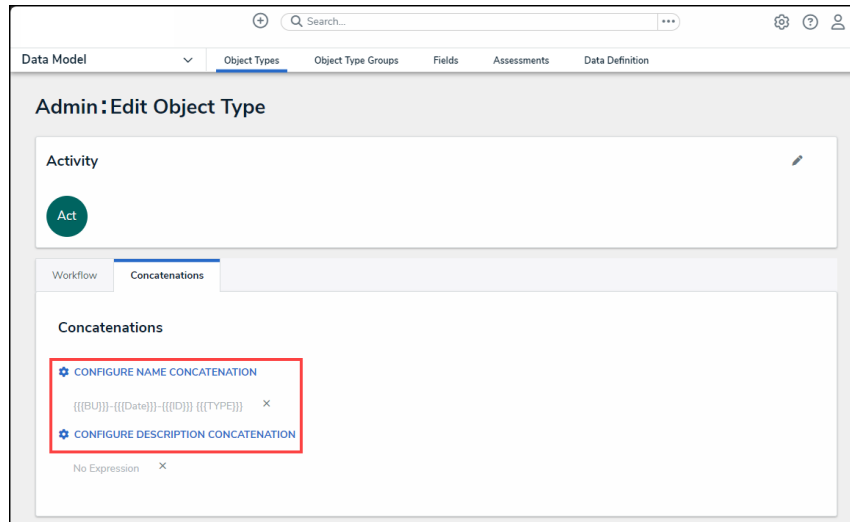 Search...
Data Model Object Types Object Type Groups Fields Assessments Data Definition
Admin:Edit Object Type
Activity
Act
Workflow Concatenations
Concatenations
CONFIGURE NAME CONCATENATION
{{{BU}}}-{{{Date}}}-{{{ID}}} {{{TYPE}}}
CONFIGURE DESCRIPTION CONCATENATION
No Expression